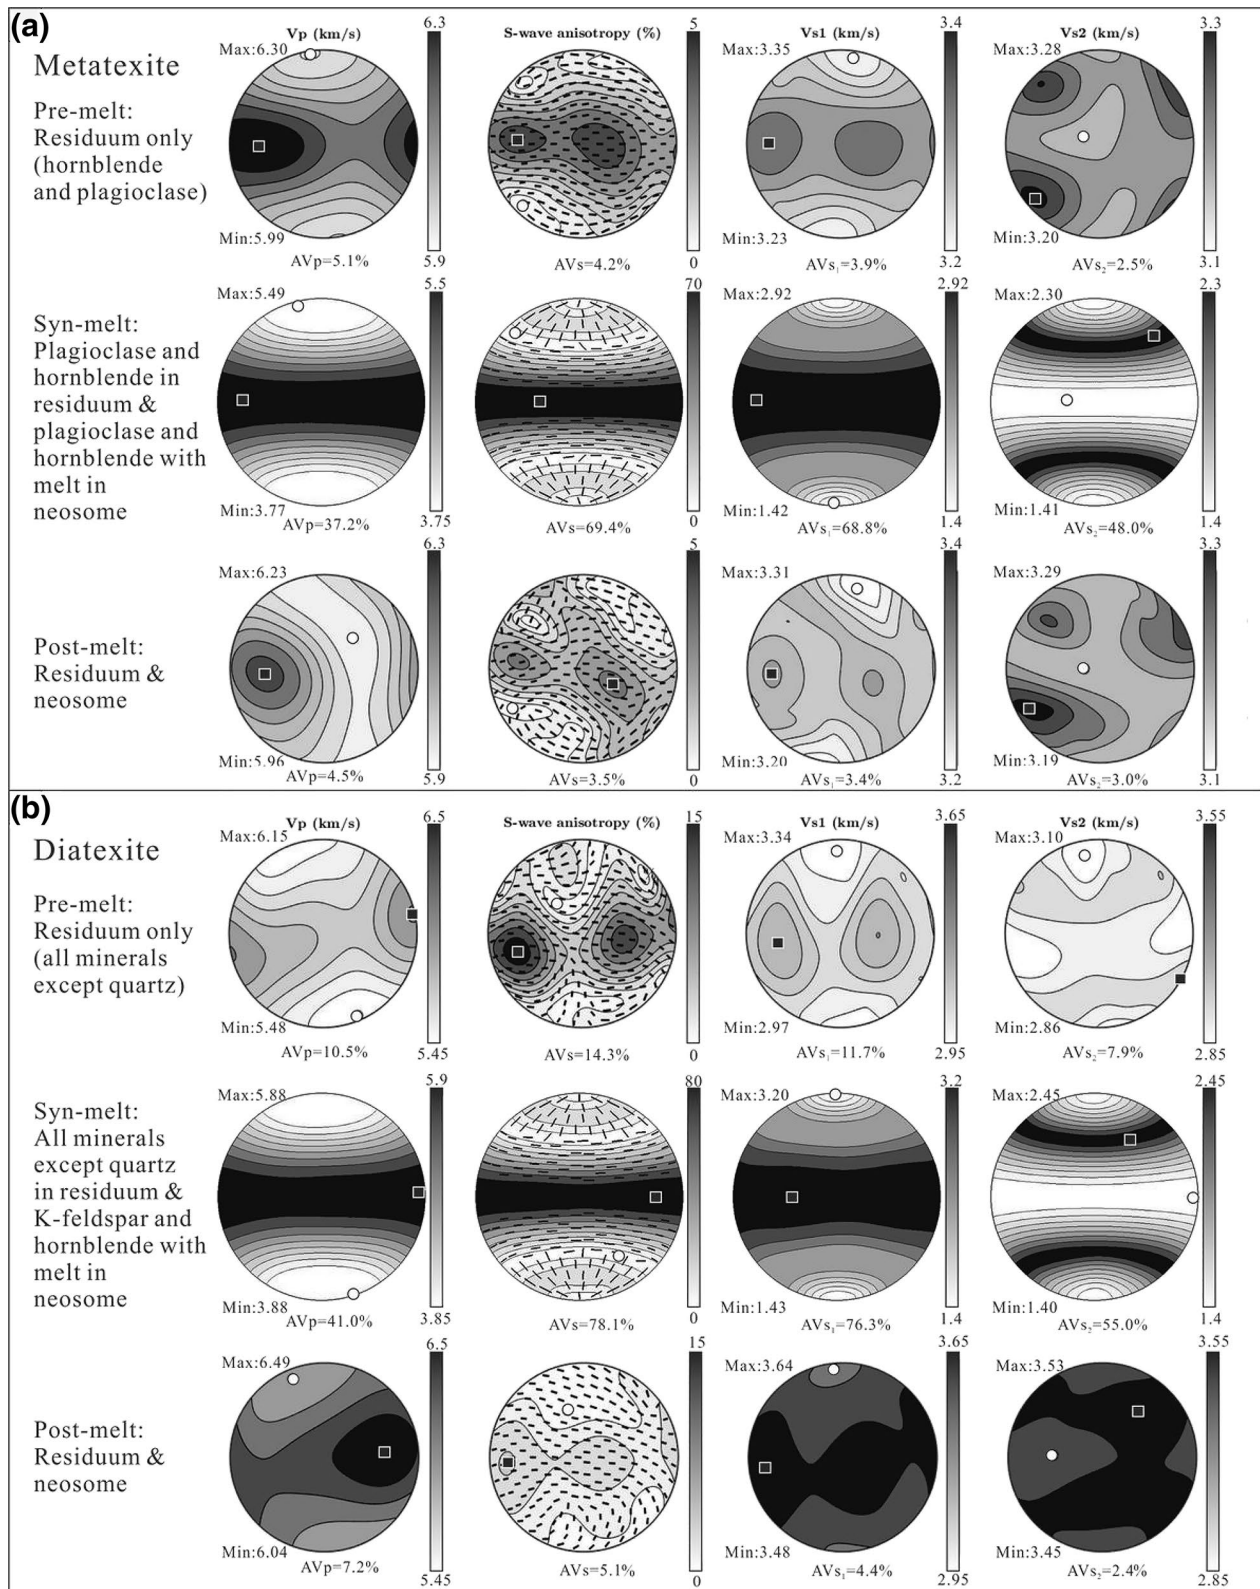 (a)
Metatexite
Vp (km/s)
S-wave anisotropy (%)
Vs1 (km/s)
Vs2 (km/s)
Pre-melt:
Residuum only
(hornblende
and plagioclase)
Max:6.30
6.3
Min:5.99
AVp=5.1%
5.9
5
AVs=4.2%
0
Max:3.35
3.4
Min:3.23
AVs₁=3.9%
3.2
Max:3.28
3.3
Min:3.20
AVs₂=2.5%
3.1
Syn-melt:
Plagioclase and
hornblende in
residuum &
plagioclase and
hornblende with
melt in
neosome
Max:5.49
5.5
Min:3.77
AVp=37.2%
3.75
70
AVs=69.4%
0
Max:2.92
2.92
Min:1.42
AVs₁=68.8%
1.4
Max:2.30
2.3
Min:1.41
AVs₂=48.0%
1.4
Post-melt:
Residuum &
neosome
Max:6.23
6.3
Min:5.96
AVp=4.5%
5.9
5
AVs=3.5%
0
Max:3.31
3.4
Min:3.20
AVs₁=3.4%
3.2
Max:3.29
3.3
Min:3.19
AVs₂=3.0%
3.1
(b)
Diatexite
Vp (km/s)
S-wave anisotropy (%)
Vs1 (km/s)
Vs2 (km/s)
Pre-melt:
Residuum only
(all minerals
except quartz)
Max:6.15
6.5
Min:5.48
AVp=10.5%
5.45
15
AVs=14.3%
0
Max:3.34
3.65
Min:2.97
AVs₁=11.7%
2.95
Max:3.10
3.55
Min:2.86
AVs₂=7.9%
2.85
Syn-melt:
All minerals
except quartz
in residuum &
K-feldspar and
hornblende with
melt in
neosome
Max:5.88
5.9
Min:3.88
AVp=41.0%
3.85
80
AVs=78.1%
0
Max:3.20
3.2
Min:1.43
AVs₁=76.3%
1.4
Max:2.45
2.45
Min:1.40
AVs₂=55.0%
1.4
Post-melt:
Residuum &
neosome
Max:6.49
6.5
Min:6.04
AVp=7.2%
5.45
15
AVs=5.1%
0
Max:3.64
3.65
Min:3.48
AVs₁=4.4%
2.95
Max:3.53
3.55
Min:3.45
AVs₂=2.4%
2.85